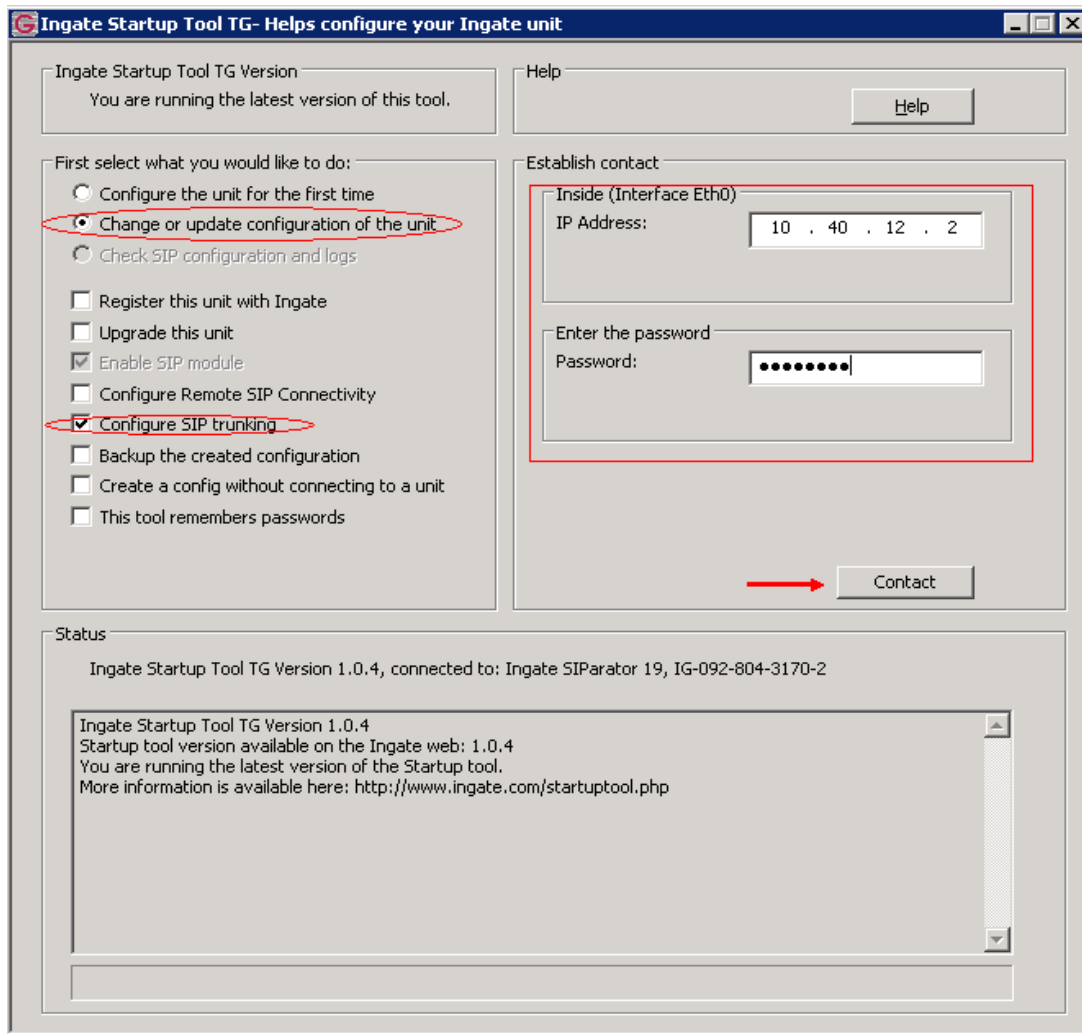 Ingate Startup Tool TG- Helps configure your Ingate unit
Ingate Startup Tool TG Version
You are running the latest version of this tool.
Help
Help
First select what you would like to do:
Configure the unit for the first time
Change or update configuration of the unit
Check SIP configuration and logs
Register this unit with Ingate
Upgrade this unit
Enable SIP module
Configure Remote SIP Connectivity
Configure SIP trunking
Backup the created configuration
Create a config without connecting to a unit
This tool remembers passwords
Establish contact
Inside (Interface Eth0)
IP Address: 10 . 40 . 12 . 2
Enter the password
Password: ●●●●●●●●
Contact
Status
Ingate Startup Tool TG Version 1.0.4, connected to: Ingate SIParator 19, IG-092-804-3170-2
Ingate Startup Tool TG Version 1.0.4
Startup tool version available on the Ingate web: 1.0.4
You are running the latest version of the Startup tool.
More information is available here: http://www.ingate.com/startuptool.php